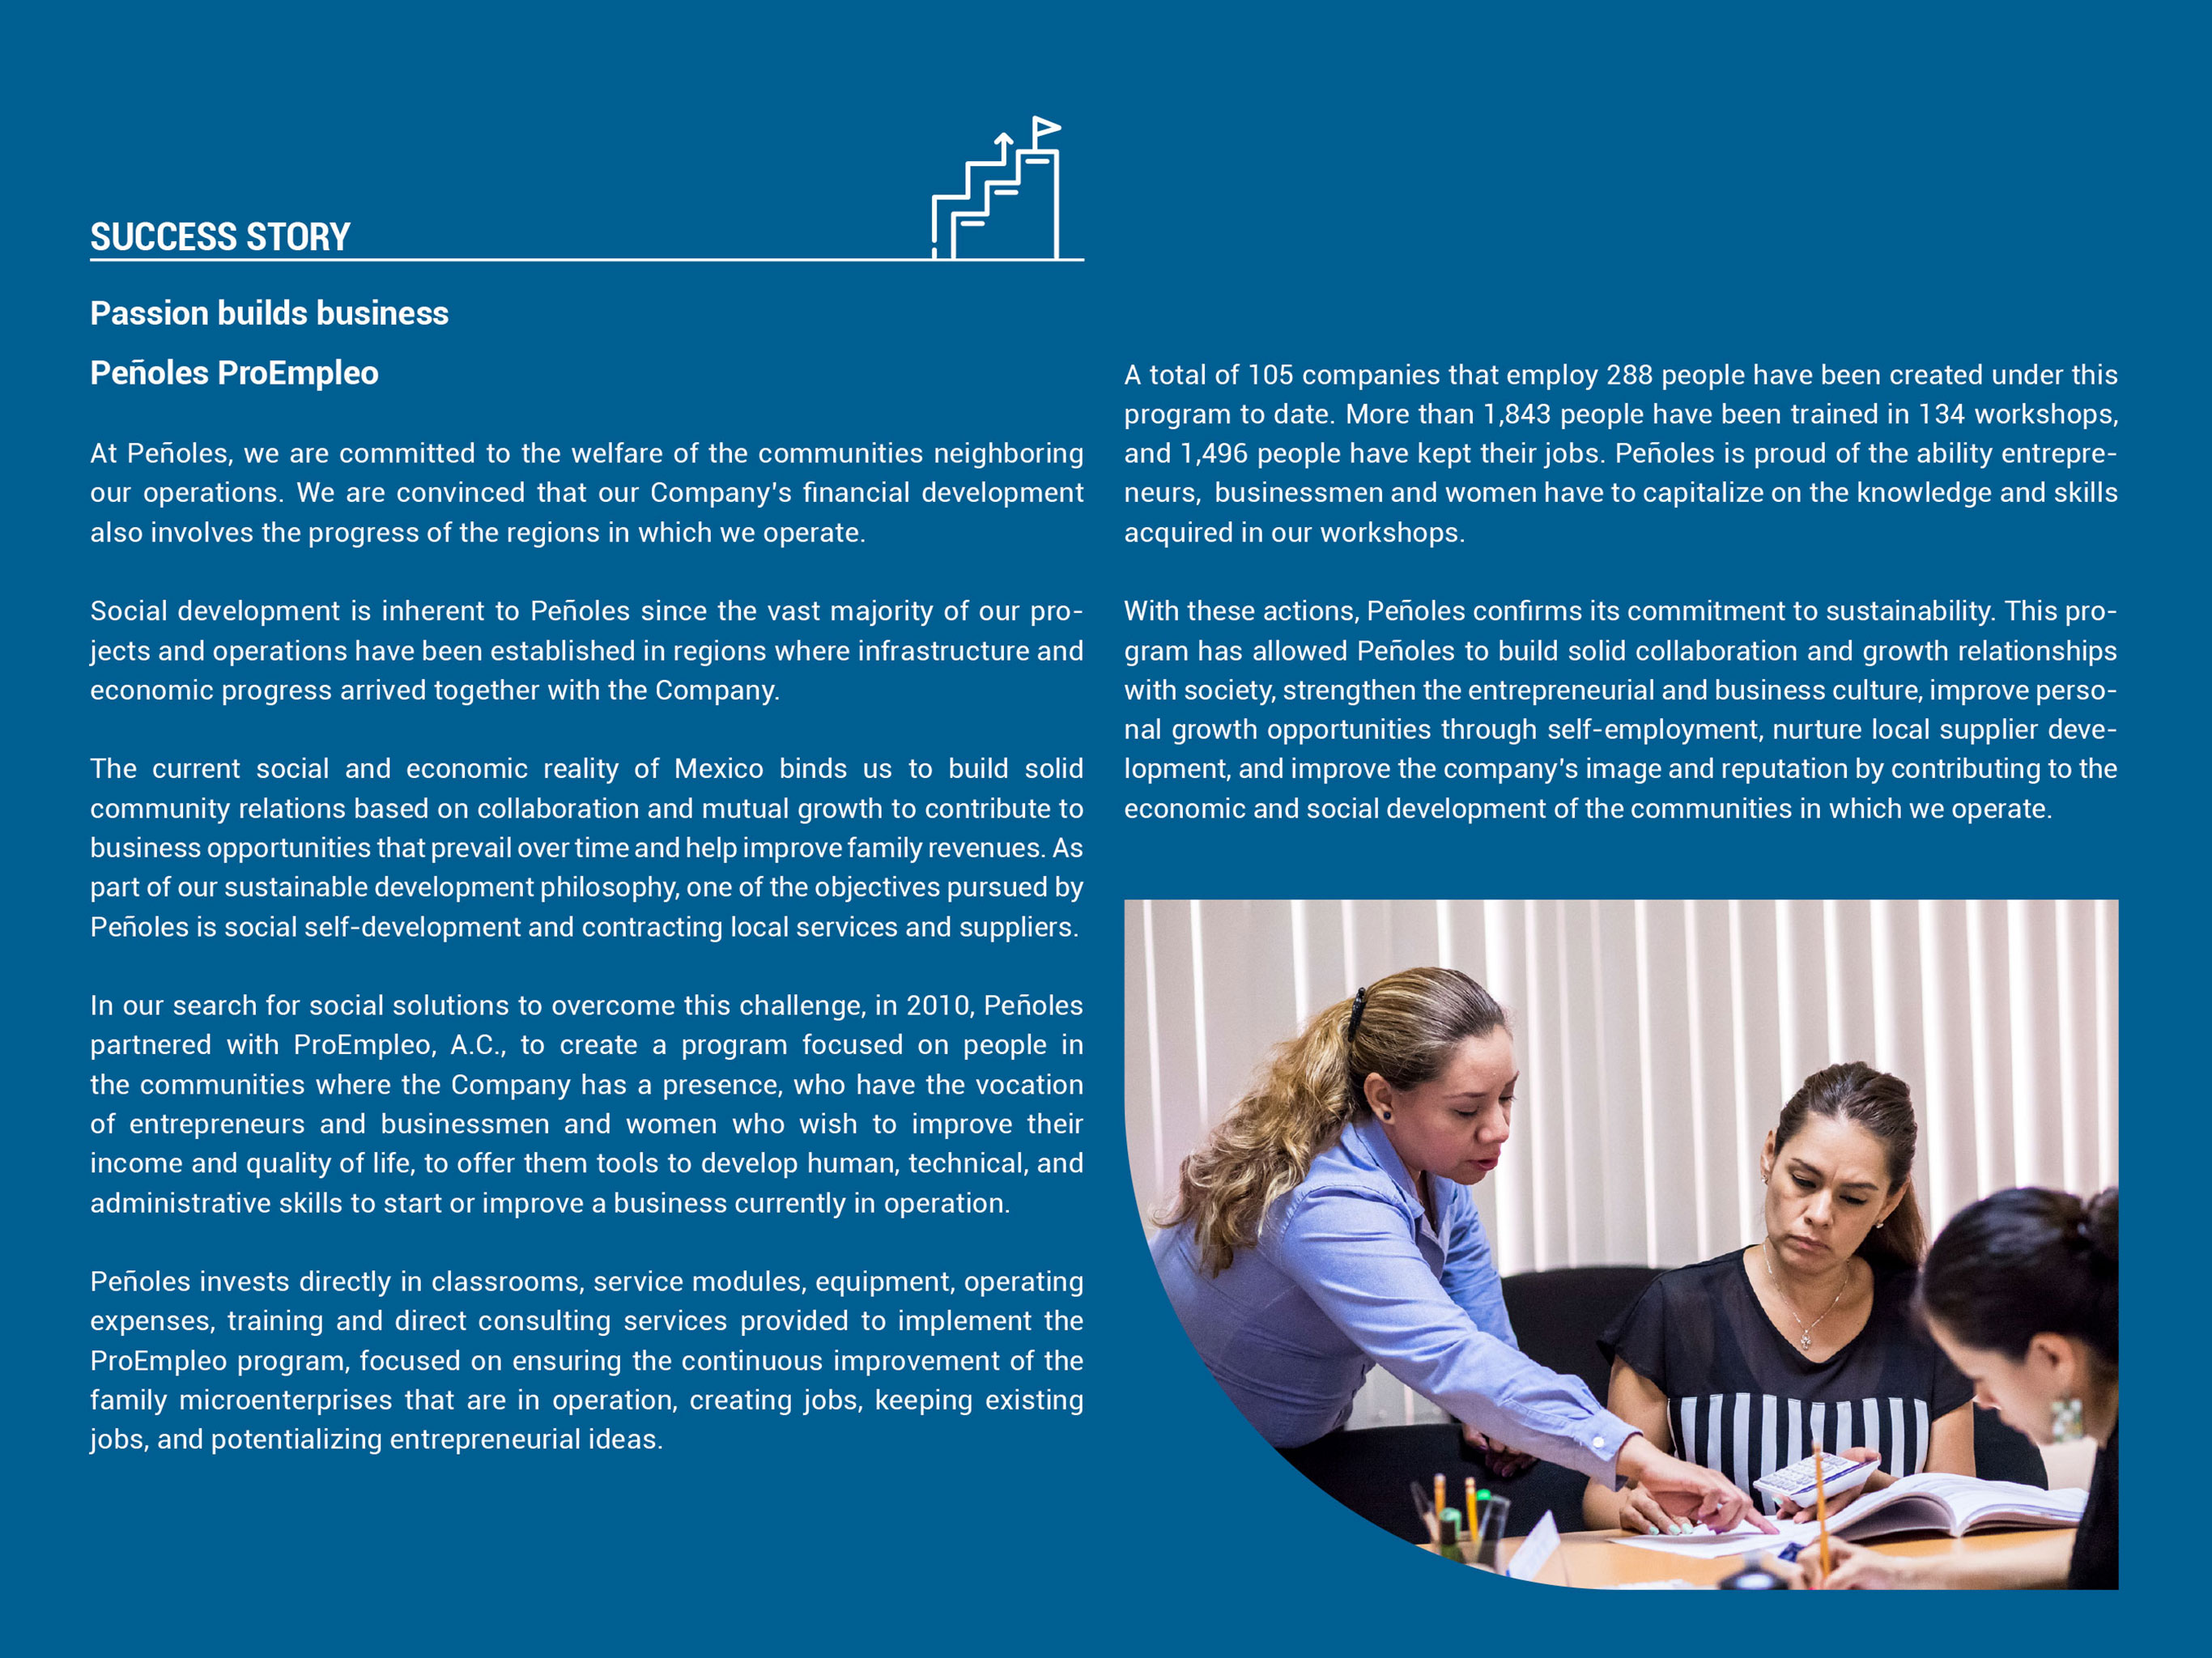 SUCCESS STORY
Passion builds business
Peñoles ProEmpleo
At Peñoles, we are committed to the welfare of the communities neighboring
our operations. We are convinced that our Company's financial development
also involves the progress of the regions in which we operate.
Social development is inherent to Peñoles since the vast majority of our pro-
jects and operations have been established in regions where infrastructure and
economic progress arrived together with the Company.
The current social and economic reality of Mexico binds us to build solid
community relations based on collaboration and mutual growth to contribute to
business opportunities that prevail over time and help improve family revenues. As
part of our sustainable development philosophy, one of the objectives pursued by
Peñoles is social self-development and contracting local services and suppliers.
In our search for social solutions to overcome this challenge, in 2010, Peñoles
partnered with ProEmpleo, A.C., to create a program focused on people in
the communities where the Company has a presence, who have the vocation
of entrepreneurs and businessmen and women who wish to improve their
income and quality of life, to offer them tools to develop human, technical, and
administrative skills to start or improve a business currently in operation.
Peñoles invests directly in classrooms, service modules, equipment, operating
expenses, training and direct consulting services provided to implement the
ProEmpleo program, focused on ensuring the continuous improvement of the
family microenterprises that are in operation, creating jobs, keeping existing
jobs, and potentializing entrepreneurial ideas.
A total of 105 companies that employ 288 people have been created under this
program to date. More than 1,843 people have been trained in 134 workshops,
and 1,496 people have kept their jobs. Peñoles is proud of the ability entrepre-
neurs, businessmen and women have to capitalize on the knowledge and skills
acquired in our workshops.
With these actions, Peñoles confirms its commitment to sustainability. This pro-
gram has allowed Peñoles to build solid collaboration and growth relationships
with society, strengthen the entrepreneurial and business culture, improve perso-
nal growth opportunities through self-employment, nurture local supplier deve-
lopment, and improve the company's image and reputation by contributing to the
economic and social development of the communities in which we operate.